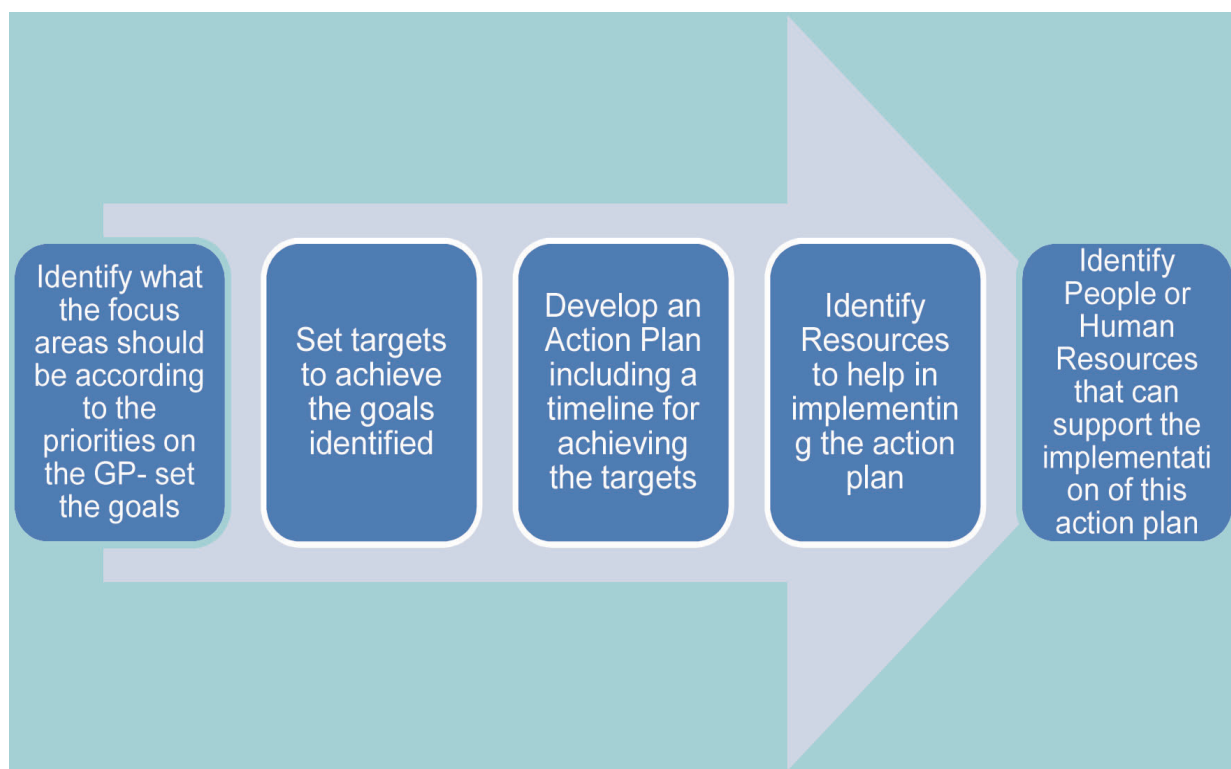 Identify what
the focus
areas should
be according
to the
priorities on
the GP- set
the goals
Set targets
to achieve
the goals
identified
Develop an
Action Plan
including a
timeline for
achieving
the targets
Identify
Resources
to help in
implementin
g the action
plan
Identify
People or
Human
Resources
that can
support the
implementati
on of this
action plan